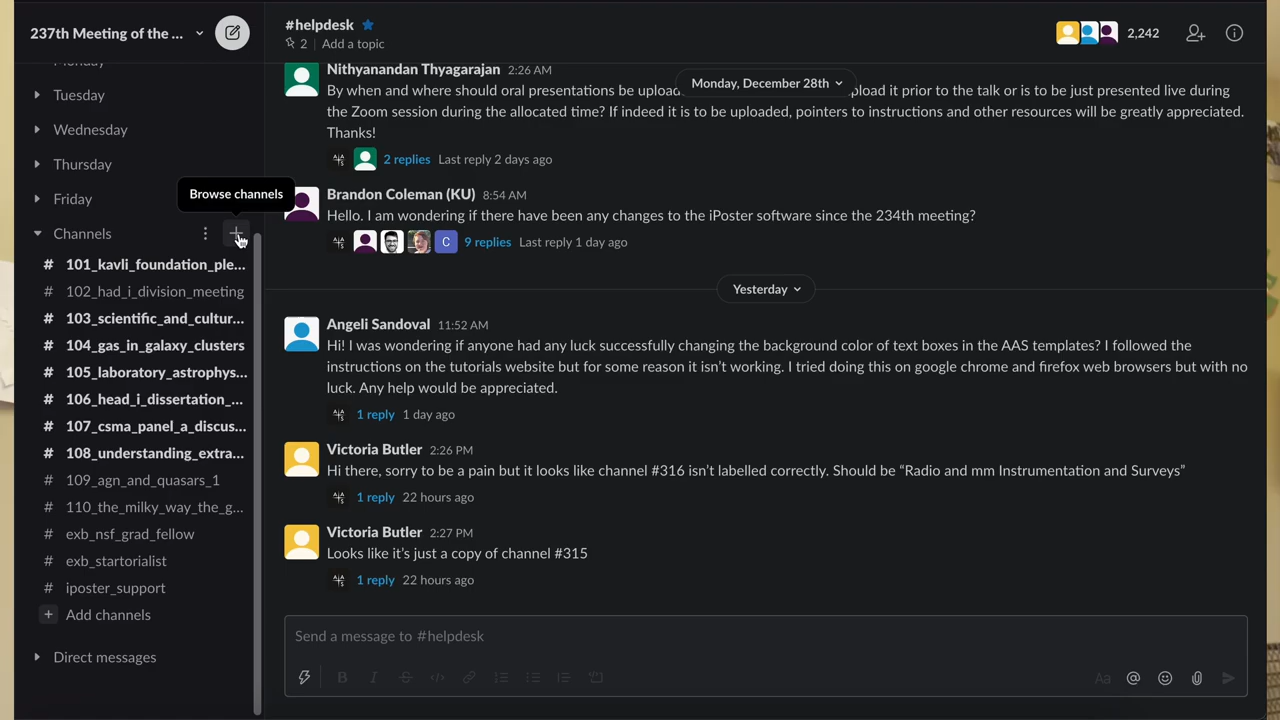 237th Meeting of the ...
Monday
Tuesday
Wednesday
Thursday
Friday
Browse channels
Channels
# 101_kavli_foundation_ple...
# 102_had_i_division_meeting
# 103_scientific_and_cultur...
# 104_gas_in_galaxy_clusters
# 105_laboratory_astrophys...
# 106_head_i_dissertation_...
# 107_csma_panel_a_discus...
# 108_understanding_extra...
# 109_agn_and_quasars_1
# 110_the_milky_way_the_g...
# exb_nsf_grad_fellow
# exb_startorialist
# iposter_support
+ Add channels
Direct messages
#helpdesk
2 Add a topic
2,242
Monday, December 28th
Nithyanandan Thyagarajan 2:26 AM
By when and where should oral presentations be upload pload it prior to the talk or is to be just presented live during
the Zoom session during the allocated time? If indeed it is to be uploaded, pointers to instructions and other resources will be greatly appreciated.
Thanks!
2 replies Last reply 2 days ago
Brandon Coleman (KU) 8:54 AM
Hello. I am wondering if there have been any changes to the iPoster software since the 234th meeting?
C 9 replies Last reply 1 day ago
Yesterday
Angeli Sandoval 11:52 AM
Hi! I was wondering if anyone had any luck successfully changing the background color of text boxes in the AAS templates? I followed the
instructions on the tutorials website but for some reason it isn't working. I tried doing this on google chrome and firefox web browsers but with no
luck. Any help would be appreciated.
1 reply 1 day ago
Victoria Butler 2:26 PM
Hi there, sorry to be a pain but it looks like channel #316 isn't labelled correctly. Should be “Radio and mm Instrumentation and Surveys”
1 reply 22 hours ago
Victoria Butler 2:27 PM
Looks like it's just a copy of channel #315
1 reply 22 hours ago
Send a message to #helpdesk
B I S Aa @